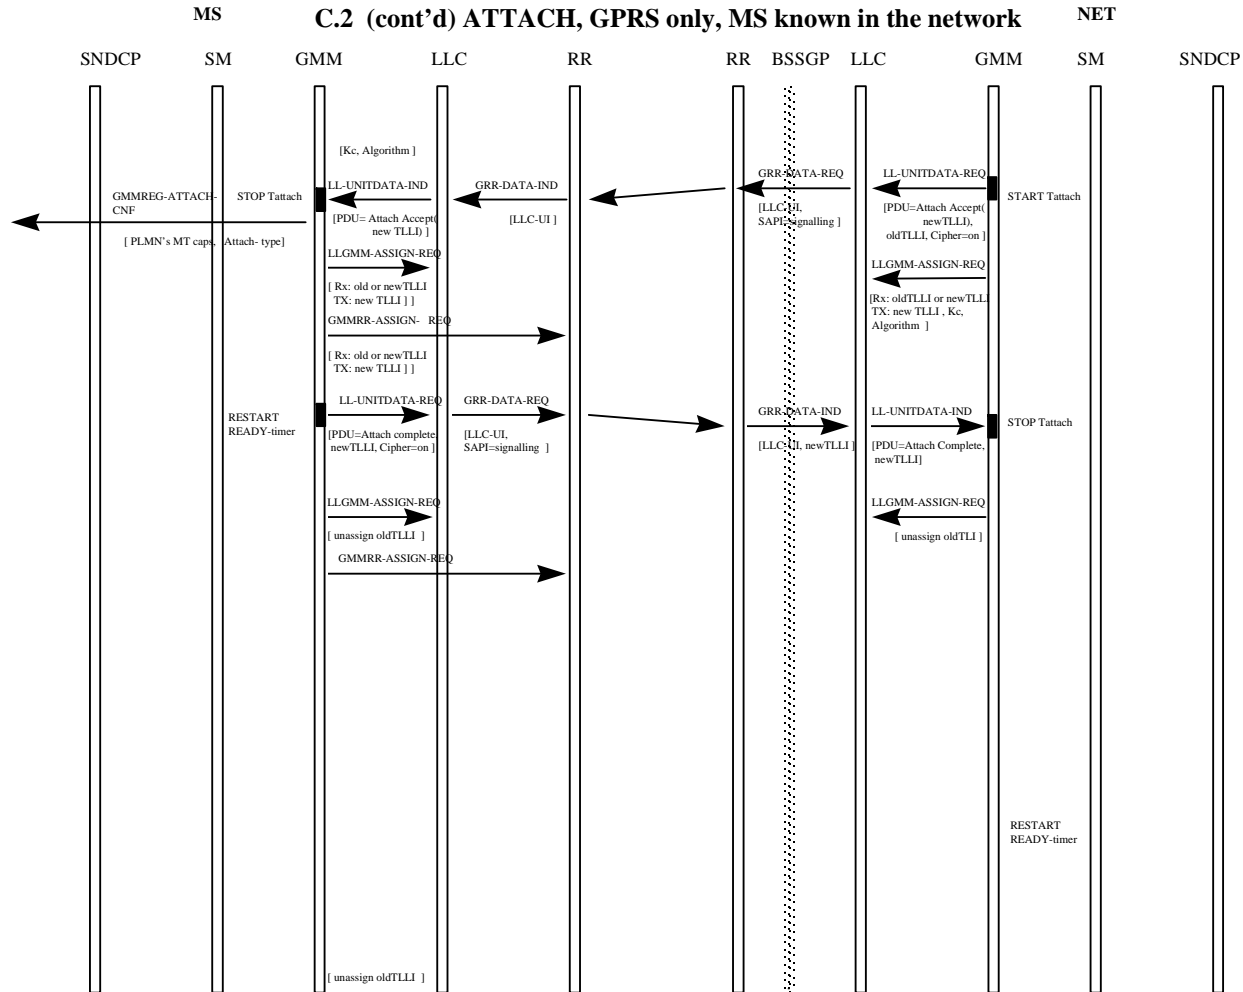 MS
C.2 (cont’d) ATTACH, GPRS only, MS known in the network
NET
SNDCP SM GMM LLC RR RR BSSGP LLC GMM SM SNDCP
[Kc, Algorithm ]
GMMREG-ATTACH-
CNF
STOP Tattach
LL-UNITDATA-IND
GRR-DATA-IND
GRR-DATA-REQ
LL-UNITDATA-REQ
START Tattach
[PDU= Attach Accept(
new TLLI) ]
[LLC-UI ]
[LLC-UI,
SAPI=signalling ]
[PDU=Attach Accept(
newTLLI),
oldTLLI, Cipher=on ]
[ PLMN’s MT caps, Attach- type]
LLGMM-ASSIGN-REQ
LLGMM-ASSIGN-REQ
[ Rx: old or newTLLI
TX: new TLLI ] ]
[Rx: oldTLLI or newTLLI
TX: new TLLI , Kc,
Algorithm ]
GMMRR-ASSIGN- REQ
[ Rx: old or newTLLI
TX: new TLLI ] ]
RESTART
READY-timer
LL-UNITDATA-REQ
GRR-DATA-REQ
GRR-DATA-IND
LL-UNITDATA-IND
STOP Tattach
[PDU=Attach complete,
newTLLI, Cipher=on ]
[LLC-UI,
SAPI=signalling ]
[LLC-UI, newTLLI ]
[PDU=Attach Complete,
newTLLI]
LLGMM-ASSIGN-REQ
LLGMM-ASSIGN-REQ
[ unassign oldTLLI ]
[ unassign oldTLI ]
GMMRR-ASSIGN-REQ
RESTART
READY-timer
[ unassign oldTLLI ]